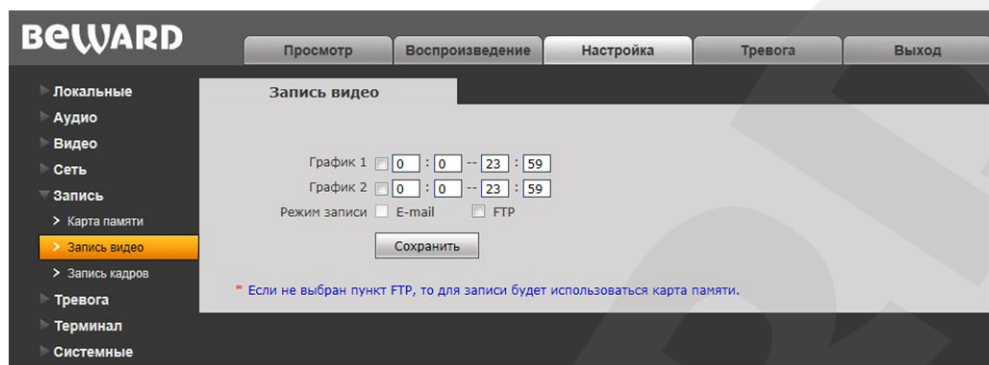 BEWARD
Просмотр Воспроизведение Настройка Тревога Выход
Локальные
Аудио
Видео
Сеть
Запись
> Карта памяти
> Запись видео
> Запись кадров
Тревога
Терминал
Системные
Запись видео
График 1 0 : 0 -- 23 : 59
График 2 0 : 0 -- 23 : 59
Режим записи E-mail FTP
Сохранить
* Если не выбран пункт FTP, то для записи будет использоваться карта памяти.